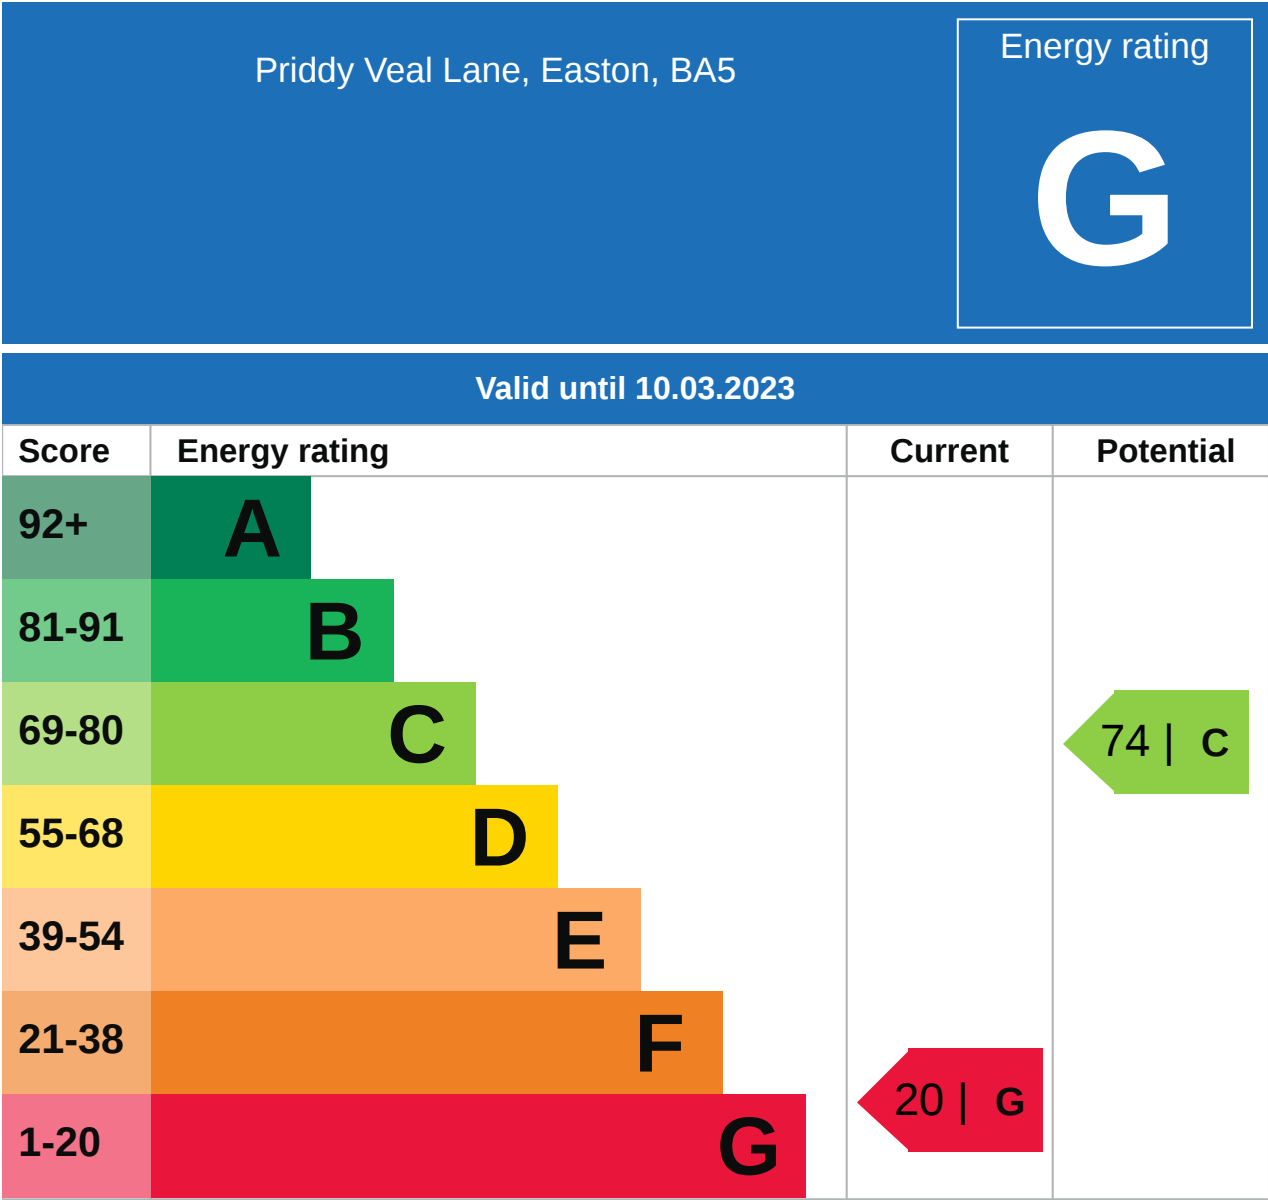 Priddy Veal Lane, Easton, BA5
Energy rating
G
Valid until 10.03.2023
Score Energy rating Current Potential
92+ A
81-91 B
69-80 C 74 | C
55-68 D
39-54 E
21-38 F
1-20 G 20 | G